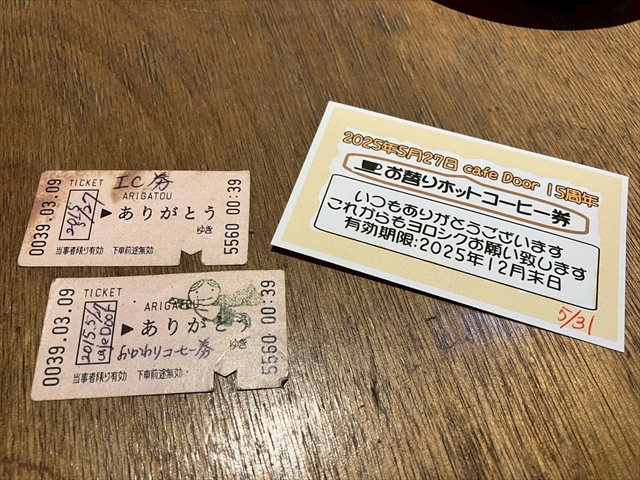 TICKET
IC券
ARIGATOU
▶ありがとう
ゆき
当事者限り有効 下車前途無効
0039.03.09
5560 00:39
TICKET
ARIGATOU
2015.5/27
cafe Door
▶ありがとう
ゆき
おかわりコーヒー券
当事者限り有効 下車前途無効
0039.03.09
5560 00:39
2025年5月27日 cafe Door 15周年
お替りホットコーヒー券
いつもありがとうございます
これからもヨロシクお願い致します
有効期限:2025年12月末日
5/31